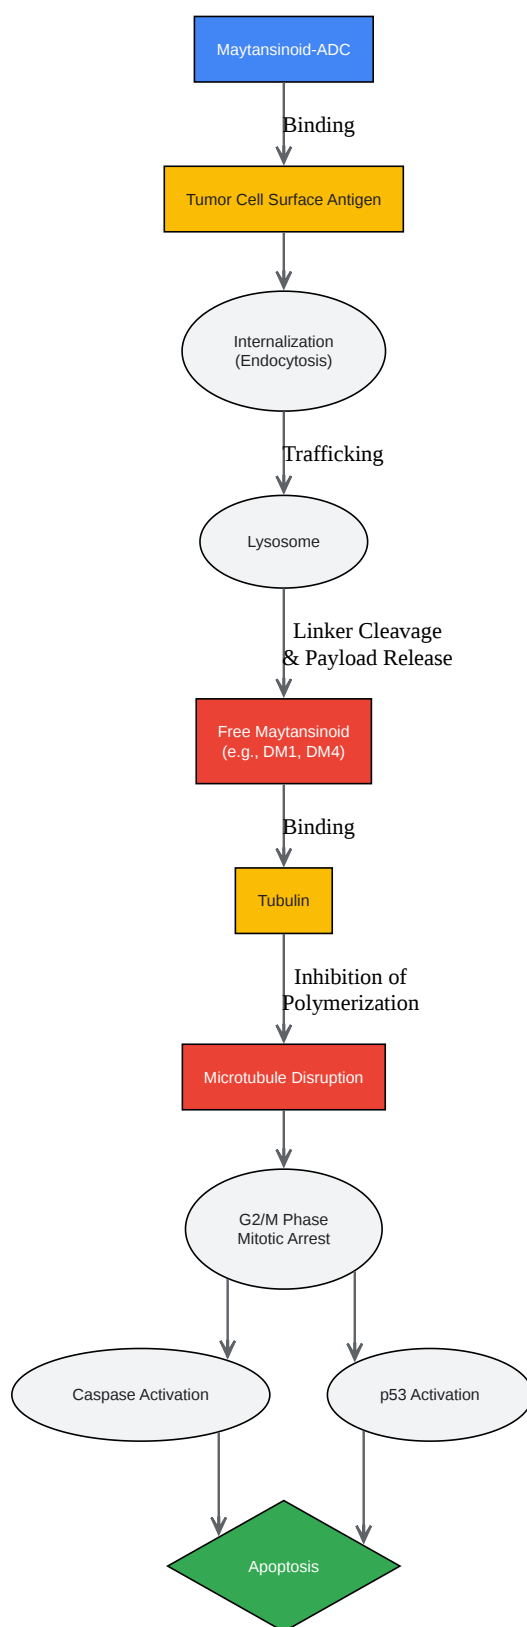 Maytansinoid-ADC
Binding
Tumor Cell Surface Antigen
Internalization
(Endocytosis)
Trafficking
Lysosome
Linker Cleavage
& Payload Release
Free Maytansinoid
(e.g., DM1, DM4)
Binding
Tubulin
Inhibition of
Polymerization
Microtubule Disruption
G2/M Phase
Mitotic Arrest
Caspase Activation
p53 Activation
Apoptosis